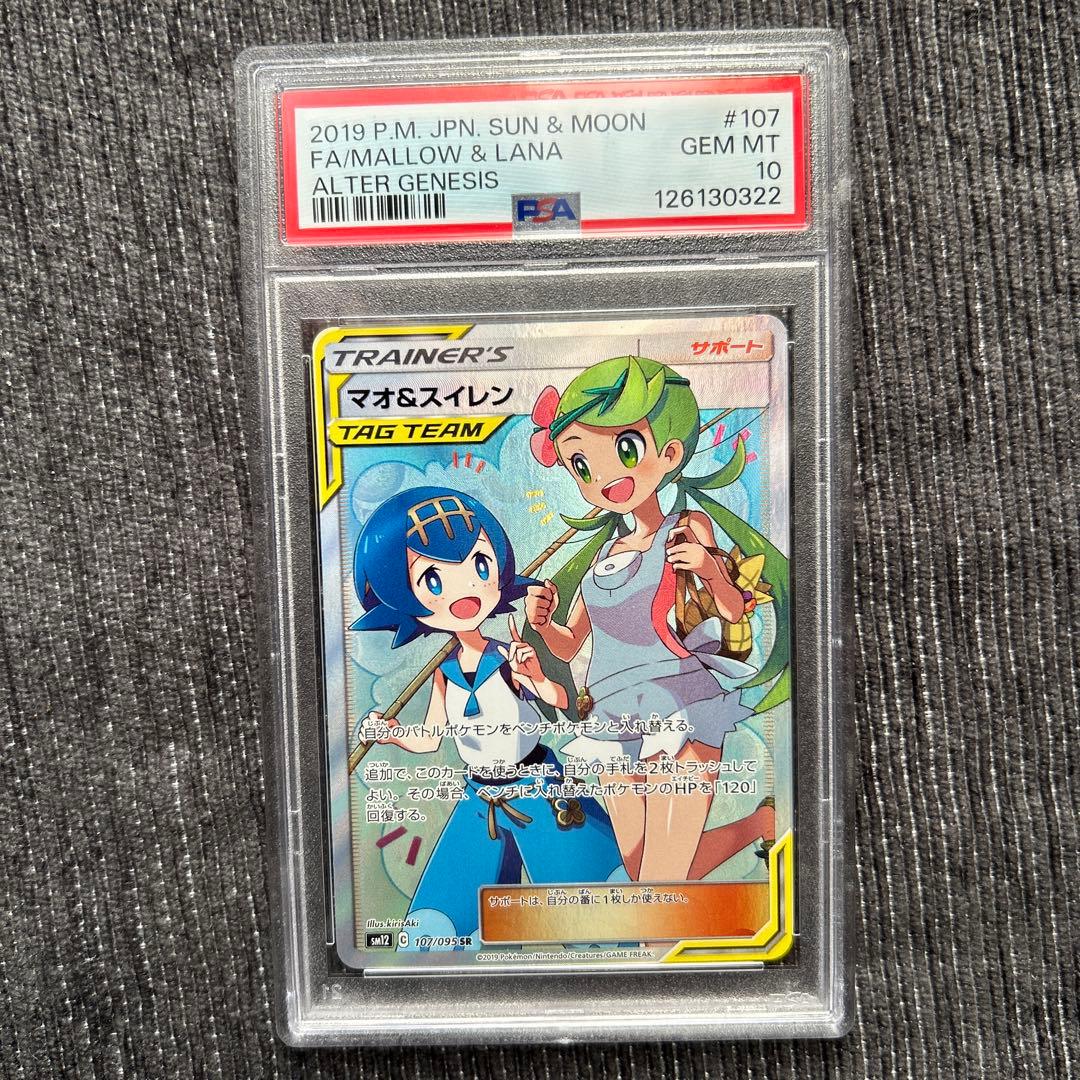 2019 P.M. JPN. SUN & MOON #107
FA/MALLOW & LANA GEM MT
ALTER GENESIS 10
PSA 126130322
TRAINER'S サポート
マオ&スイレン
TAG TEAM
自分のバトルポケモンをベンチポケモンと入れ替える。
追加で、このカードを使うときに、自分の手札を2枚トラッシュして
よい。その場合、ベンチに入れ替えたポケモンのHPを「120」
回復する。
サポートは、自分の番に1枚しか使えない。
Illus.kirisAki
sm12 C 107/095 SR
©2019 Pokémon/Nintendo/Creatures/GAME FREAK.